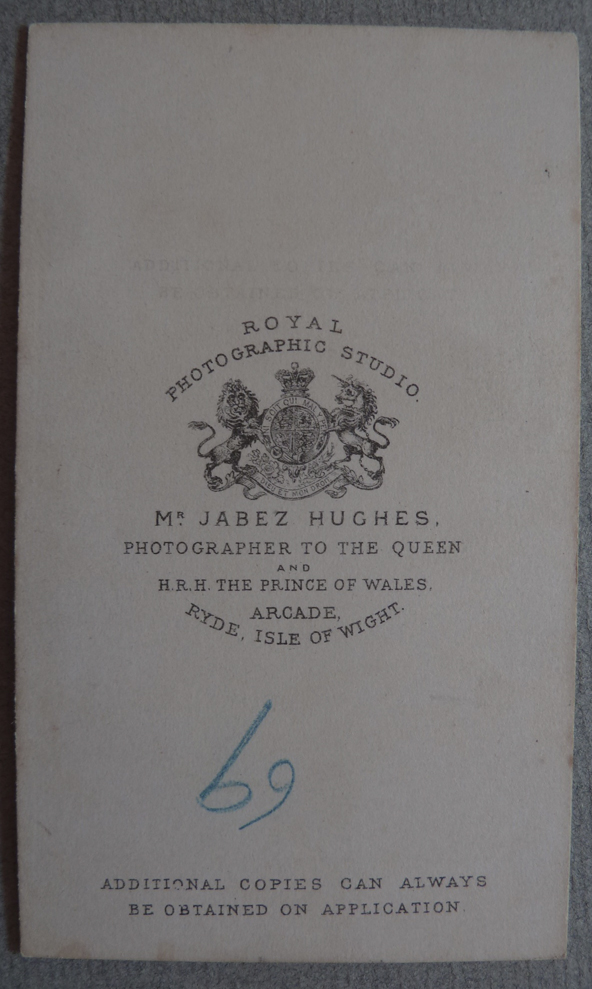 ROYAL
PHOTOGRAPHIC STUDIO.
MR JABEZ HUGHES,
PHOTOGRAPHER TO THE QUEEN
AND
H.R.H. THE PRINCE OF WALES,
ARCADE,
RYDE, ISLE OF WIGHT.
69
ADDITIONAL COPIES CAN ALWAYS
BE OBTAINED ON APPLICATION.